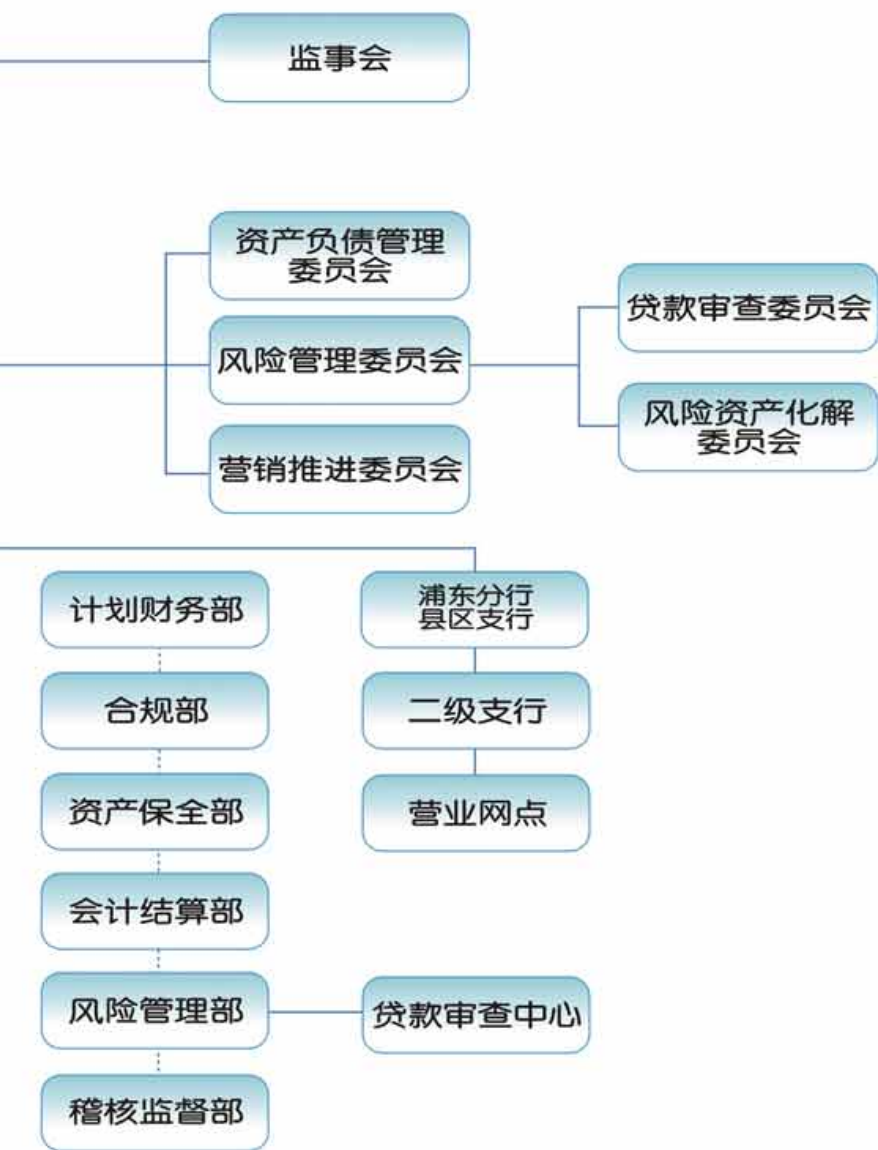 监事会
资产负债管理
委员会
风险管理委员会
营销推进委员会
贷款审查委员会
风险资产化解
委员会
计划财务部
合规部
资产保全部
会计结算部
风险管理部
稽核监督部
浦东分行
县区支行
二级支行
营业网点
贷款审查中心